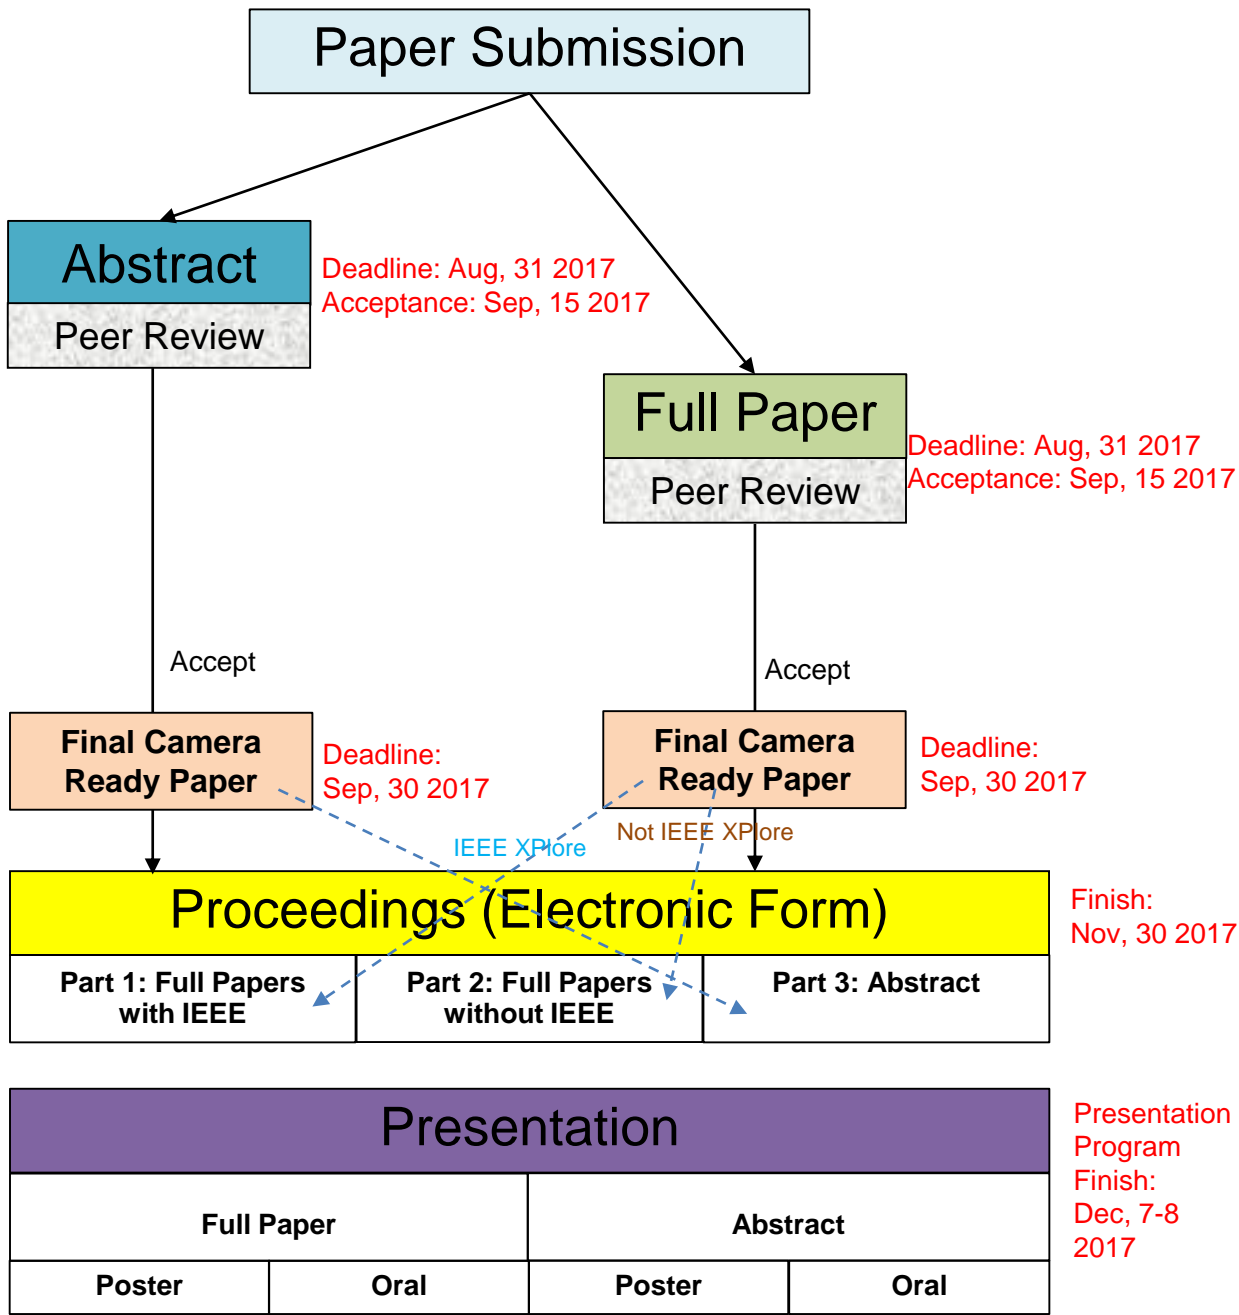 Paper Submission
Abstract
Peer Review
Deadline: Aug, 31 2017
Acceptance: Sep, 15 2017
Full Paper
Peer Review
Deadline: Aug, 31 2017
Acceptance: Sep, 15 2017
Accept
Accept
Final Camera
Ready Paper
Deadline:
Sep, 30 2017
Final Camera
Ready Paper
Deadline:
Sep, 30 2017
IEEE XPlore
Not IEEE XPlore
Proceedings (Electronic Form)
Finish:
Nov, 30 2017
Part 1: Full Papers
with IEEE
Part 2: Full Papers
without IEEE
Part 3: Abstract
Presentation
Presentation
Program
Finish:
Dec, 7-8
2017
Full Paper
Abstract
Poster
Oral
Poster
Oral